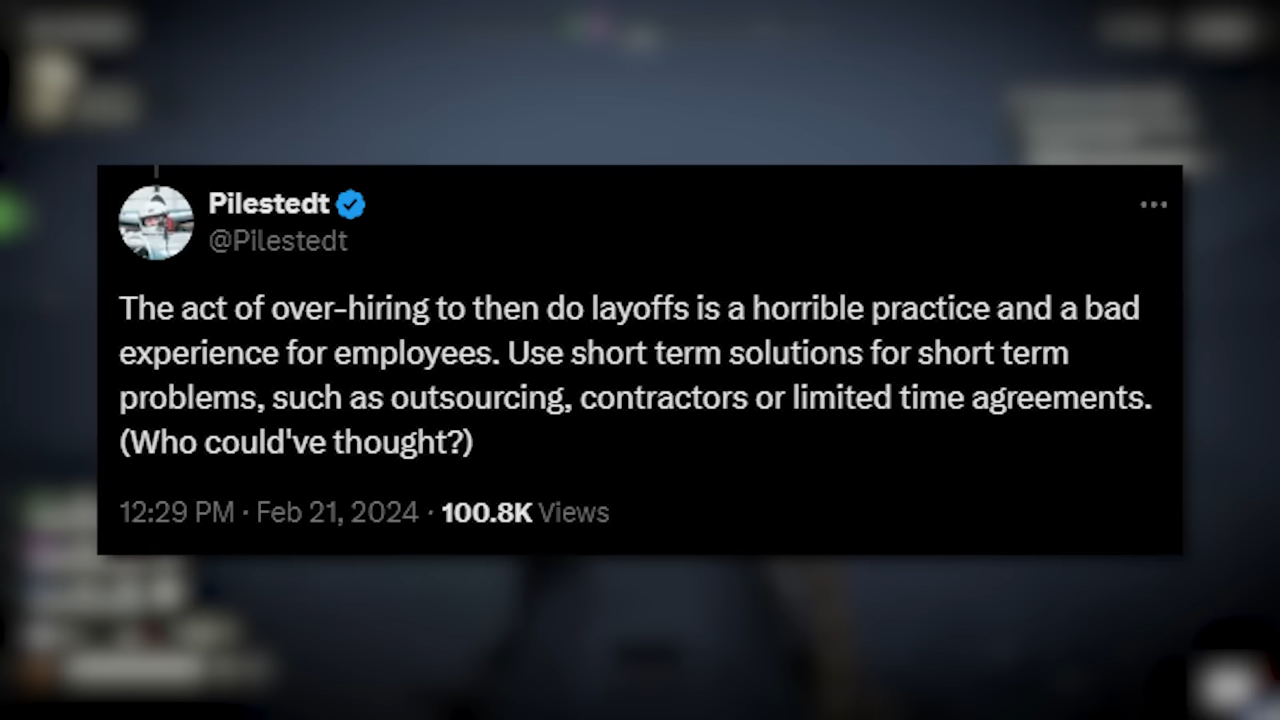 Pilestedt
@Pilestedt
The act of over-hiring to then do layoffs is a horrible practice and a bad
experience for employees. Use short term solutions for short term
problems, such as outsourcing, contractors or limited time agreements.
(Who could've thought?)
12:29 PM · Feb 21, 2024 · 100.8K Views